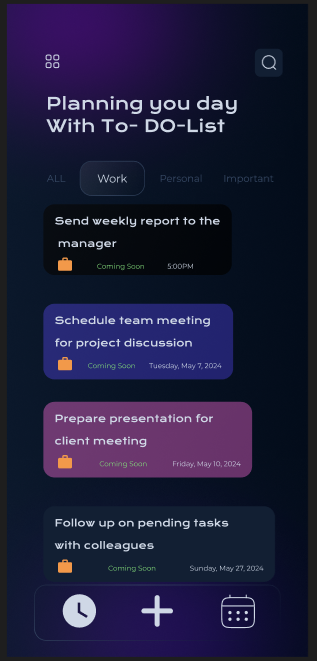 Planning you day
With To- DO-List
ALL Work Personal Important
Send weekly report to the
manager
Coming Soon 5:00PM
Schedule team meeting
for project discussion
Coming Soon Tuesday, May 7, 2024
Prepare presentation for
client meeting
Coming Soon Friday, May 10, 2024
Follow up on pending tasks
with colleagues
Coming Soon Sunday, May 27, 2024